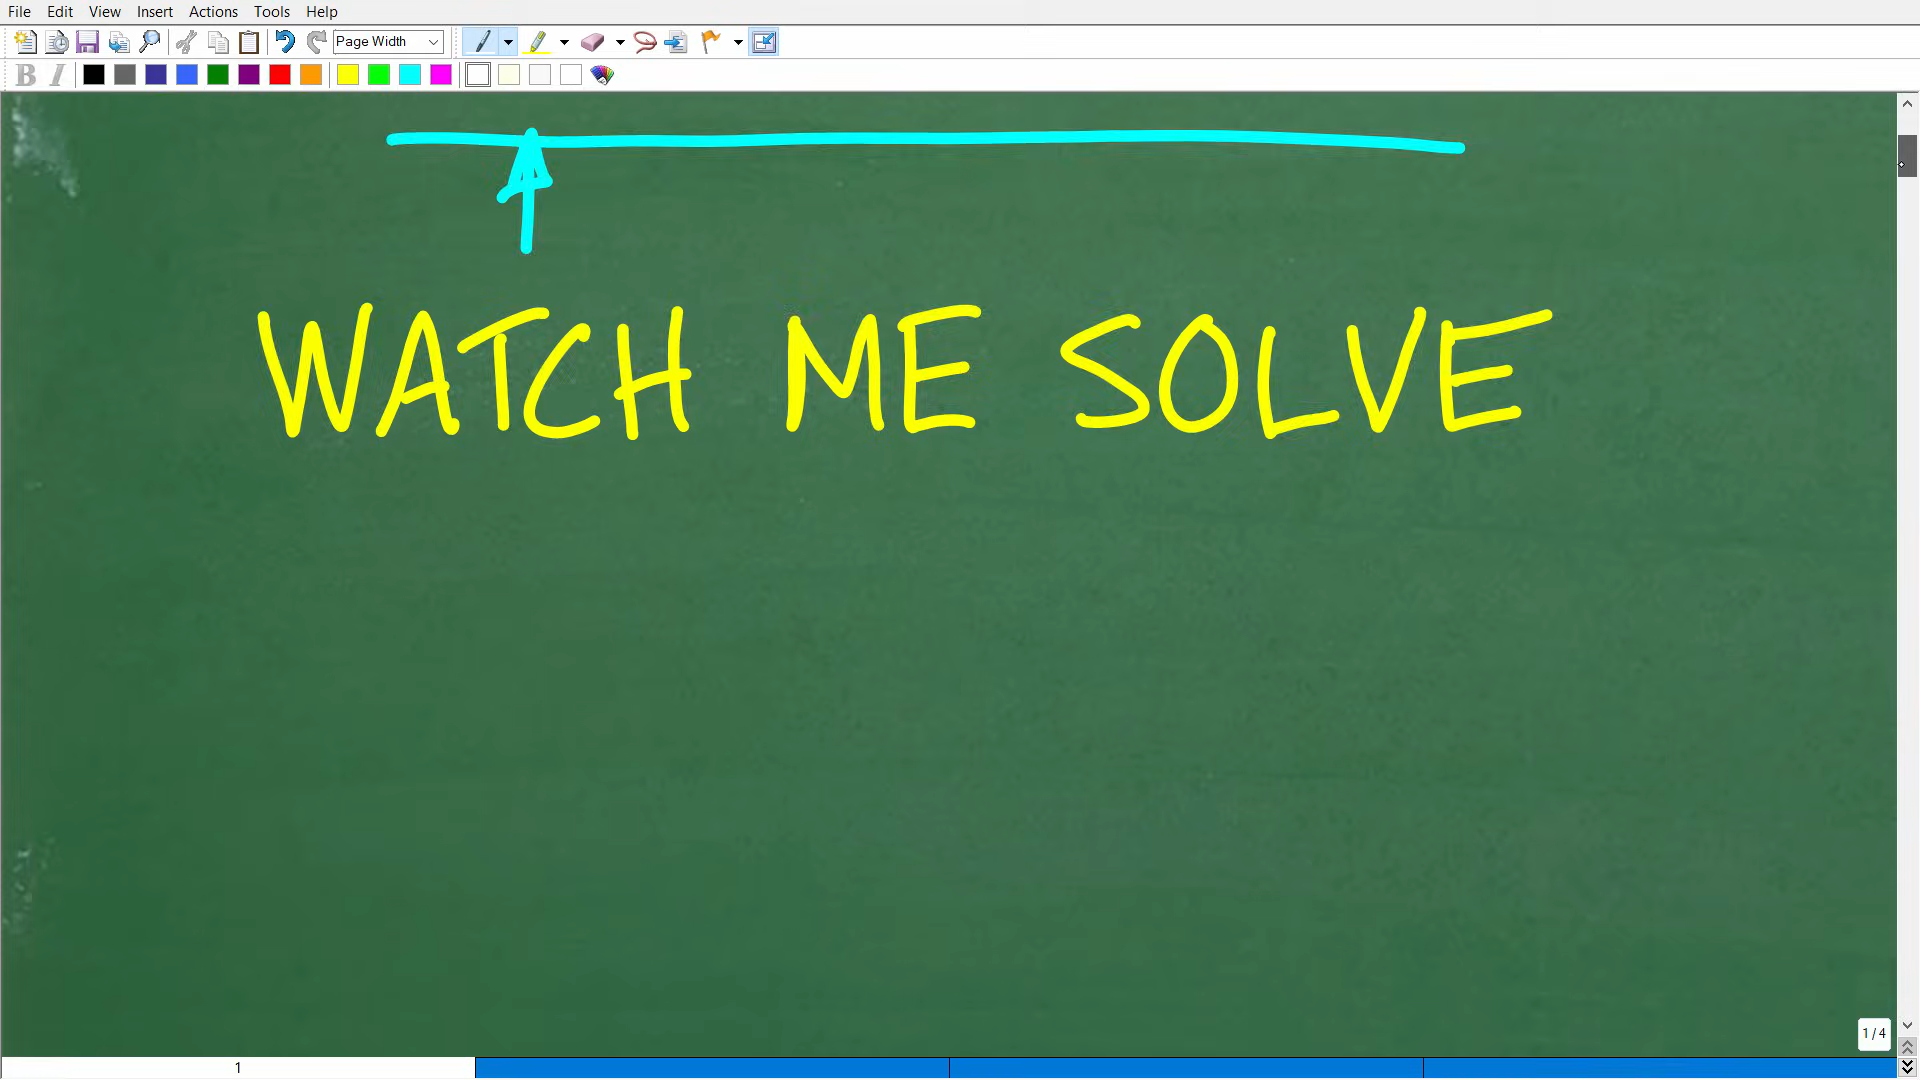 File Edit View Insert Actions Tools Help
Page Width
B I
WATCH ME SOLVE
1 / 4
1